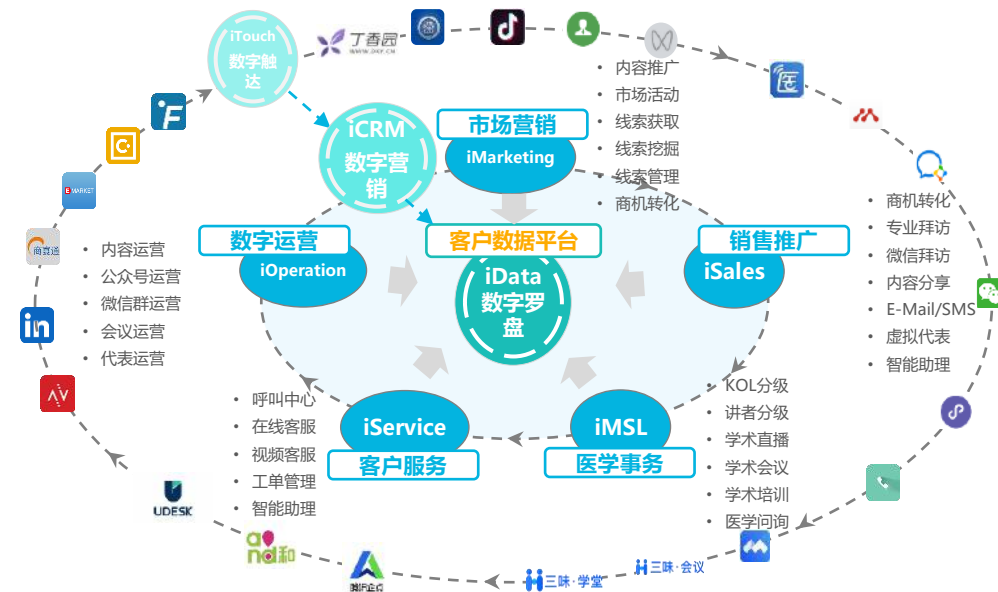 iTouch
数字触
达
丁香园
WWW.DXY.CN
iCRM
数字营
销
市场营销
iMarketing
• 内容推广
• 市场活动
• 线索获取
• 线索挖掘
• 线索管理
• 商机转化
医
E-MARKET
商赢通
in
• 内容运营
• 公众号运营
• 微信群运营
• 会议运营
• 代表运营
数字运营
iOperation
客户数据平台
iData
数字罗
盘
销售推广
iSales
• 商机转化
• 专业拜访
• 微信拜访
• 内容分享
• E-Mail/SMS
• 虚拟代表
• 智能助理
• 呼叫中心
• 在线客服
• 视频客服
• 工单管理
• 智能助理
iService
客户服务
iMSL
医学事务
• KOL分级
• 讲者分级
• 学术直播
• 学术会议
• 学术培训
• 医学问询
UDESK
and和
腾讯企点
三味·学堂
三味·会议